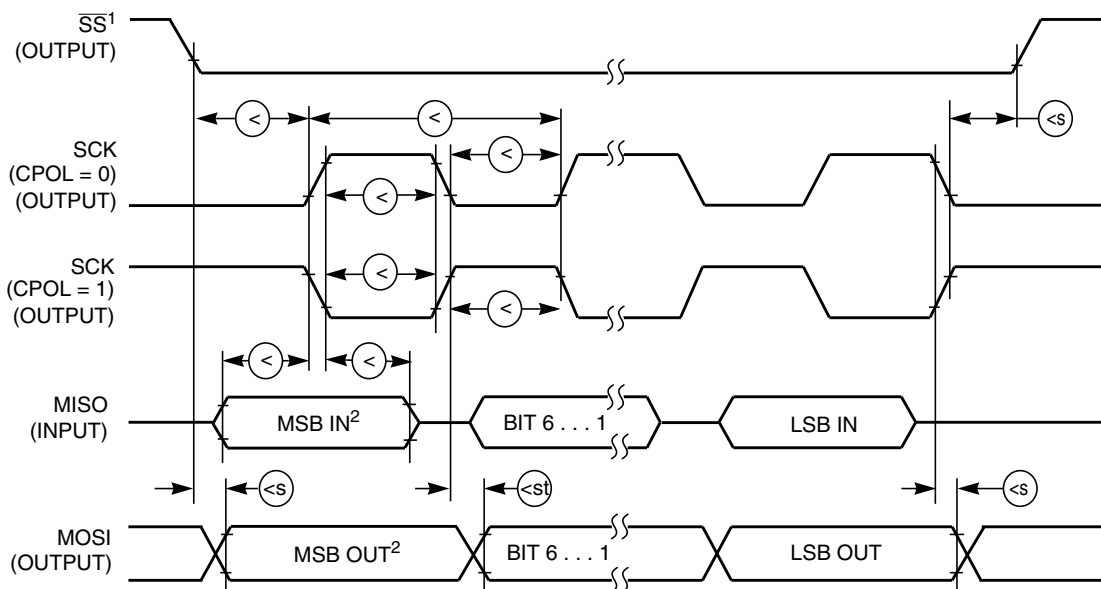 SS¹
(OUTPUT)
< <
<s
SCK
(CPOL = 0)
(OUTPUT)
<
<
SCK
(CPOL = 1)
(OUTPUT)
<
<
< <
MISO
(INPUT)
MSB IN²
BIT 6 . . . 1
LSB IN
<s
<st
<s
MOSI
(OUTPUT)
MSB OUT²
BIT 6 . . . 1
LSB OUT